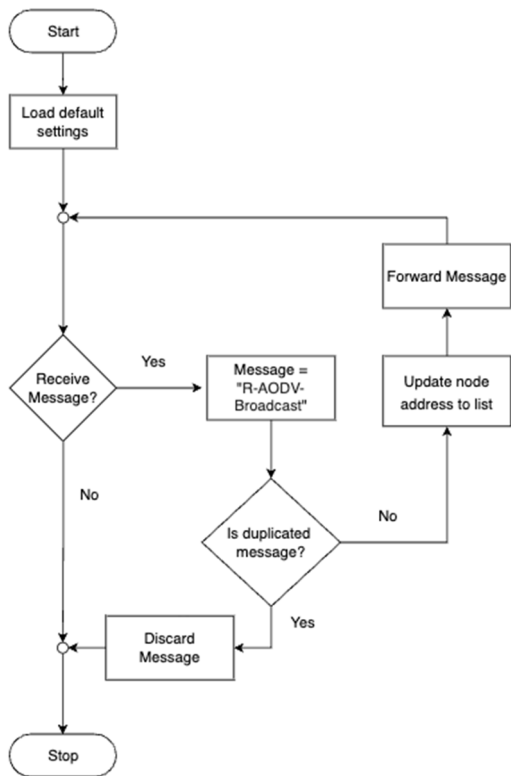 Start
Load default
settings
Forward Message
Receive
Message?
Yes
Message =
"R-AODV-
Broadcast"
Update node
address to list
No
Is duplicated
message?
No
Yes
Discard
Message
Stop